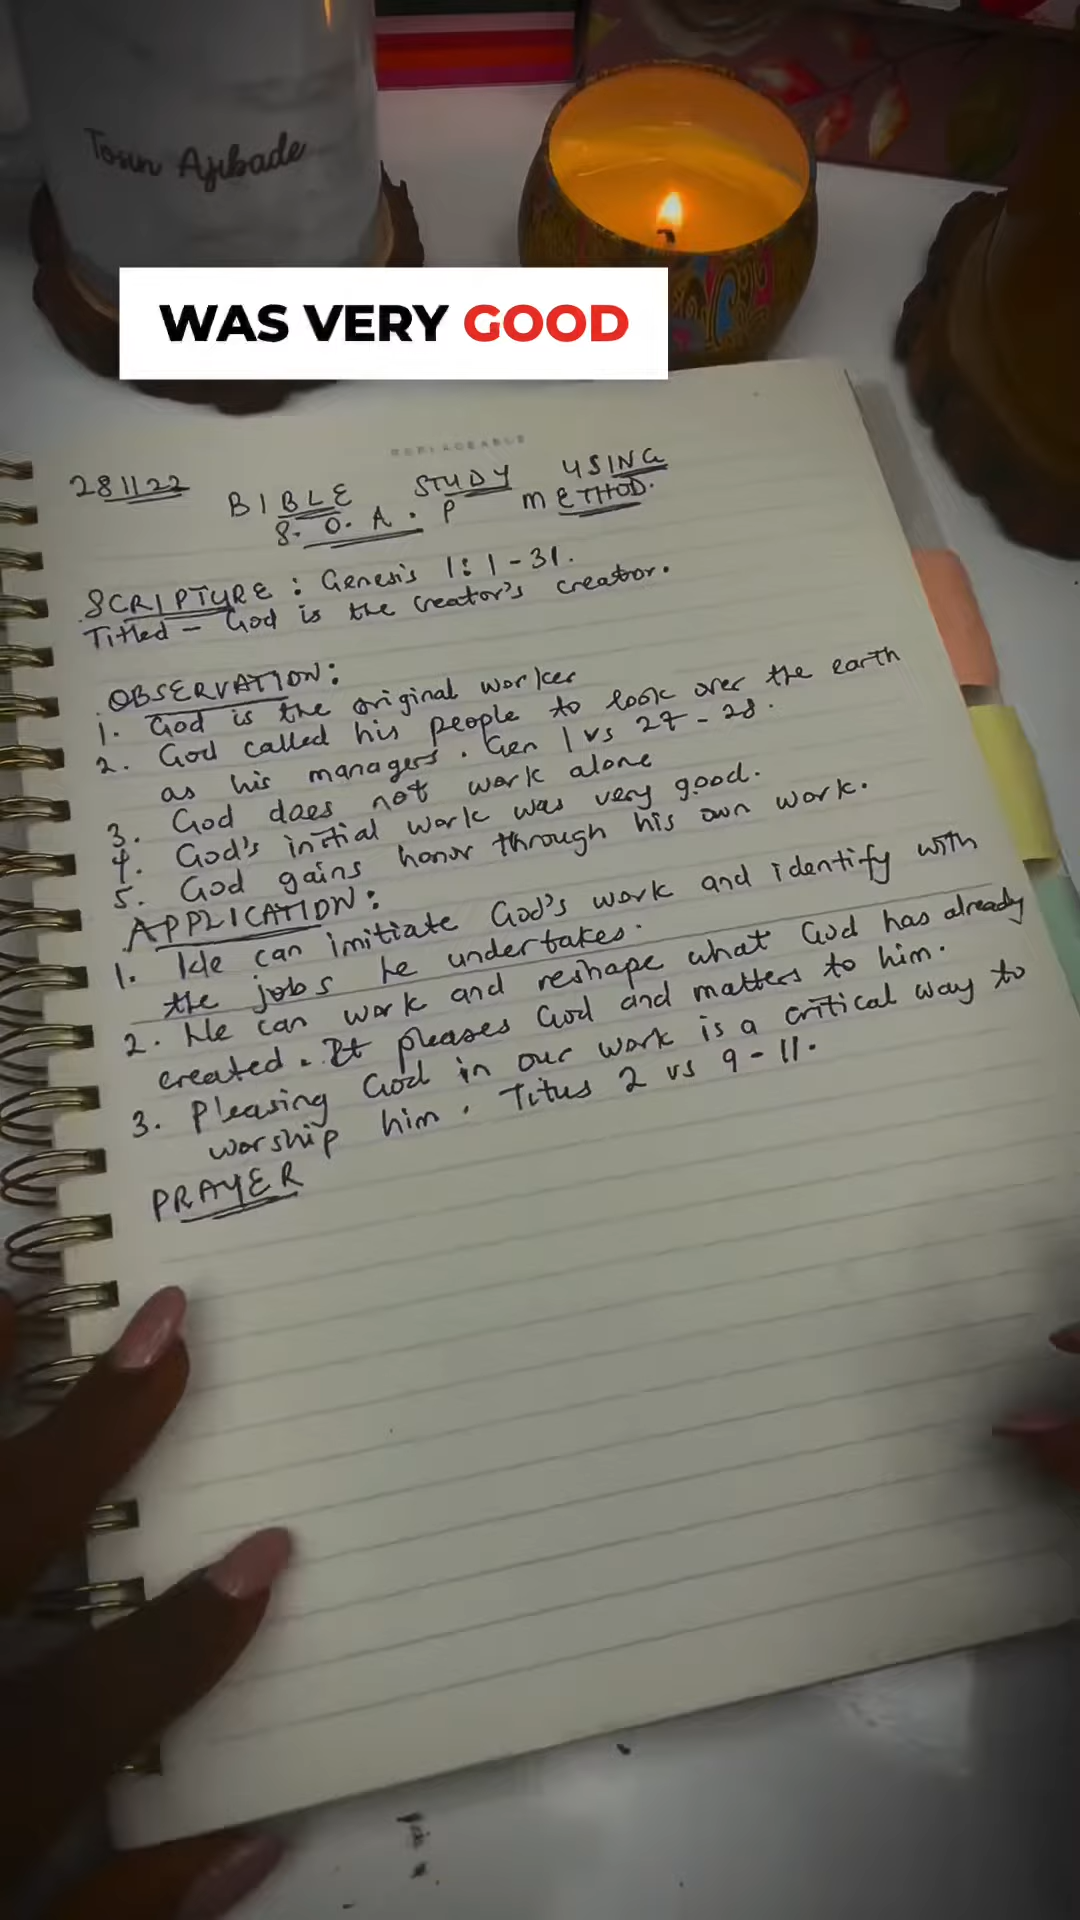 Tosin Ajibade
WAS VERY GOOD
REPLACEABLE
281122
BIBLE STUDY USING
S.O.A.P METHOD.
SCRIPTURE: Genesis 1:1-31.
Titled - God is the creator's creator.
OBSERVATION:
1. God is the original worker
2. God called his people to look over the earth
as his managers. Gen 1 vs 27-28.
3. God does not work alone
4. God's initial work was very good.
5. God gains honor through his own work.
APPLICATION:
1. We can imitiate God's work and identify with
the jobs he undertakes.
2. We can work and reshape what God has already
created. It pleases God and matters to him.
3. Pleasing God in our work is a critical way to
worship him. Titus 2 vs 9-11.
PRAYER